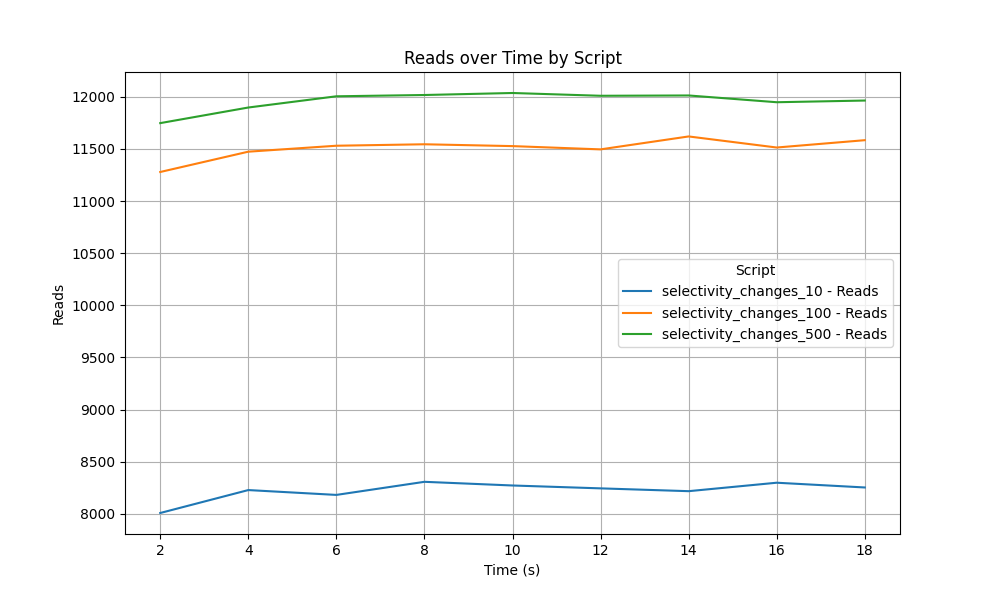 Reads over Time by Script
12000
11500
11000
10500
10000
9500
9000
8500
8000
Reads
Script
selectivity_changes_10 - Reads
selectivity_changes_100 - Reads
selectivity_changes_500 - Reads
2 4 6 8 10 12 14 16 18
Time (s)